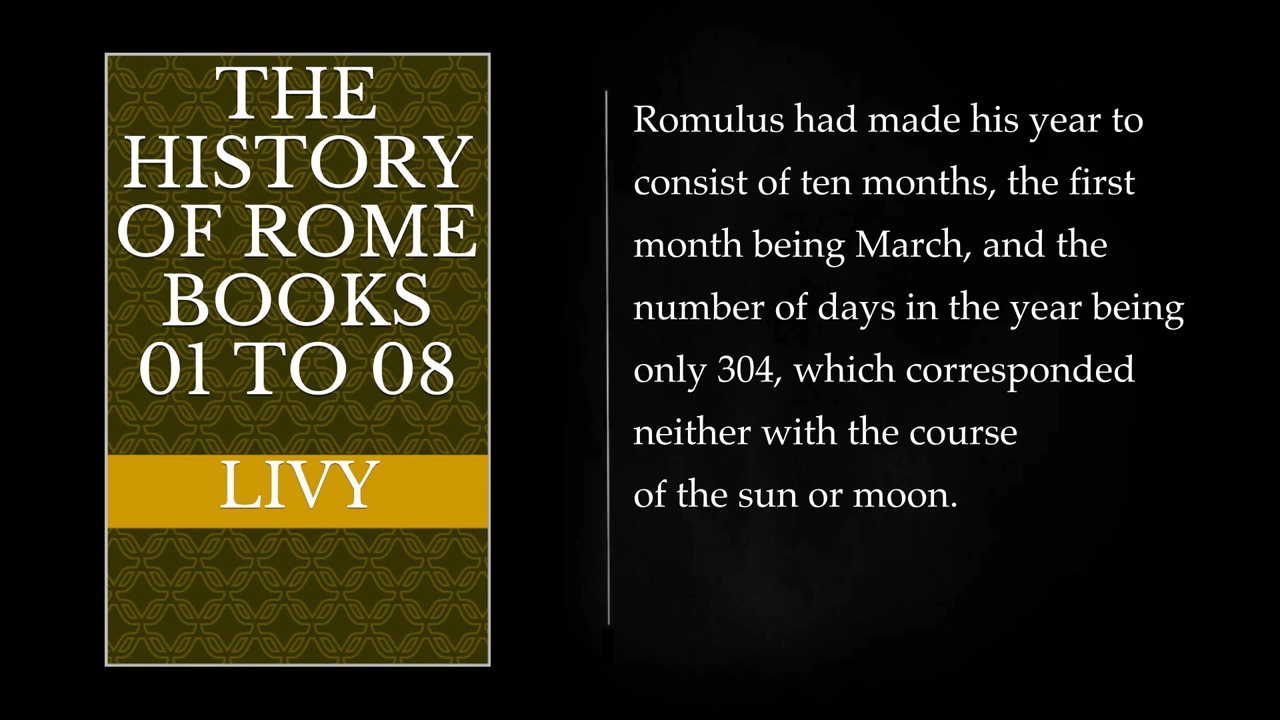 THE
HISTORY
OF ROME
BOOKS
01 TO 08
LIVY
Romulus had made his year to
consist of ten months, the first
month being March, and the
number of days in the year being
only 304, which corresponded
neither with the course
of the sun or moon.